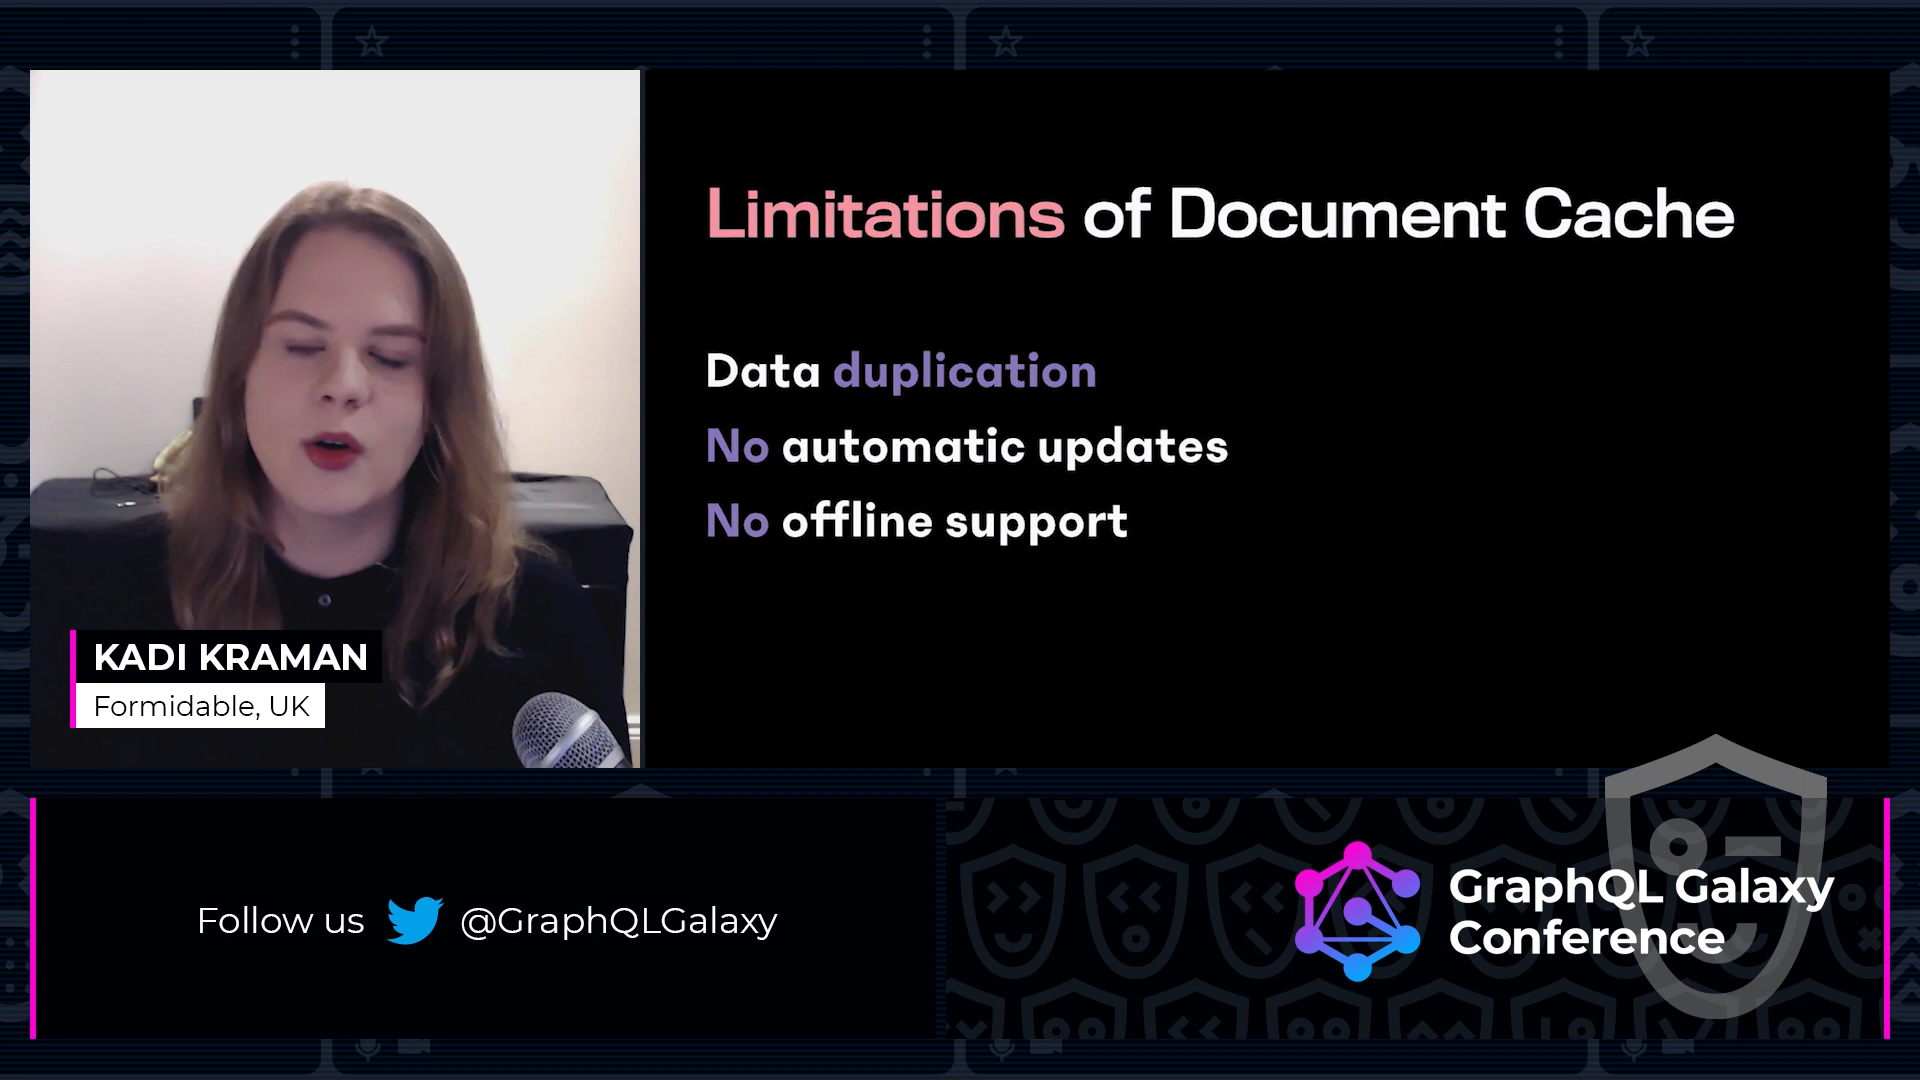 Limitations of Document Cache
Data duplication
No automatic updates
No offline support
KADI KRAMAN
Formidable, UK
Follow us @GraphQLGalaxy
GraphQL Galaxy
Conference